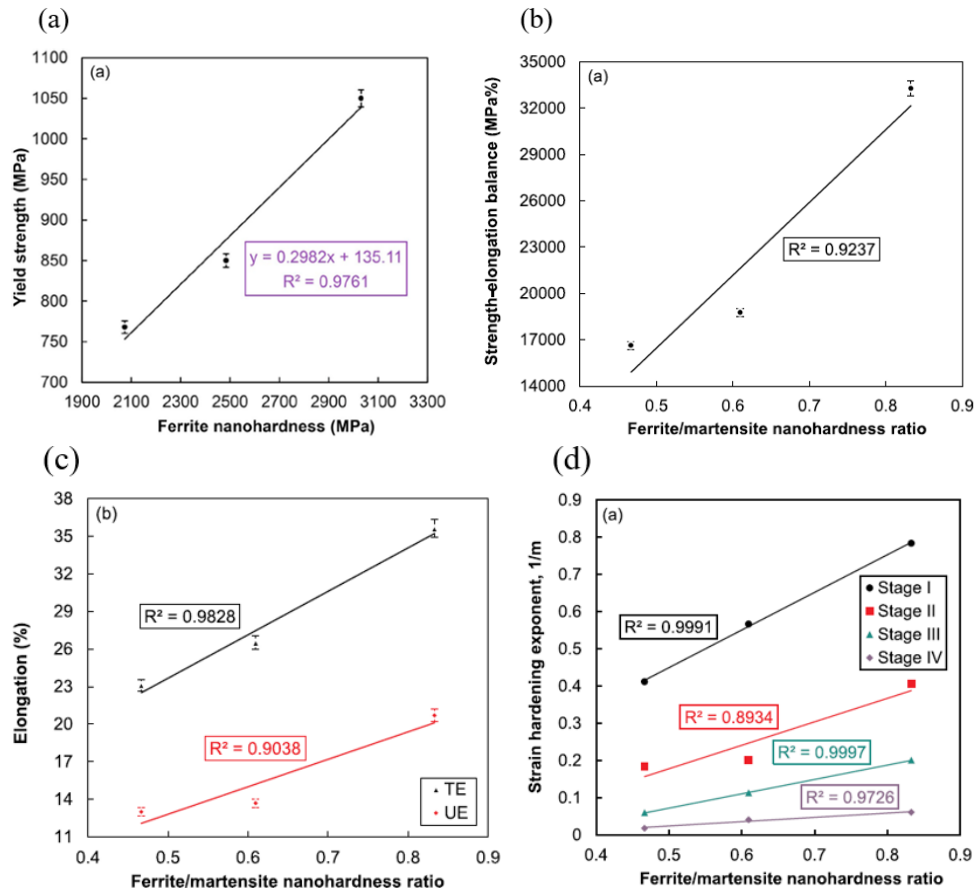 (a)
(a)
1100
1050
1000
950
900
850
800
750
700
Yield strength (MPa)
y = 0.2982x + 135.11
R² = 0.9761
1900 2100 2300 2500 2700 2900 3100 3300
Ferrite nanohardness (MPa)
(b)
(a)
32000
29000
26000
23000
20000
17000
14000
Strength-elongation balance (MPa%)
R² = 0.9237
0.4 0.5 0.6 0.7 0.8 0.9
Ferrite/martensite nanohardness ratio
(c)
(b)
38
35
32
29
26
23
20
17
14
11
Elongation (%)
R² = 0.9828
R² = 0.9038
TE
UE
0.4 0.5 0.6 0.7 0.8 0.9
Ferrite/martensite nanohardness ratio
(d)
(a)
0.9
0.8
0.7
0.6
0.5
0.4
0.3
0.2
0.1
0
Strain hardening exponent, 1/m
Stage I
Stage II
Stage III
Stage IV
R² = 0.9991
R² = 0.8934
R² = 0.9997
R² = 0.9726
0.4 0.5 0.6 0.7 0.8 0.9
Ferrite/martensite nanohardness ratio